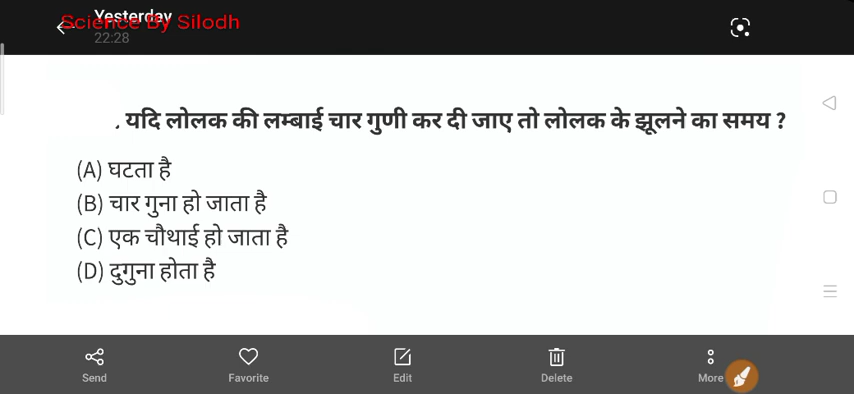 Yesterday
Science By Silodh
22:28
. यदि लोलक की लम्बाई चार गुणी कर दी जाए तो लोलक के झूलने का समय ?
(A) घटता है
(B) चार गुना हो जाता है
(C) एक चौथाई हो जाता है
(D) दुगुना होता है
Send Favorite Edit Delete More